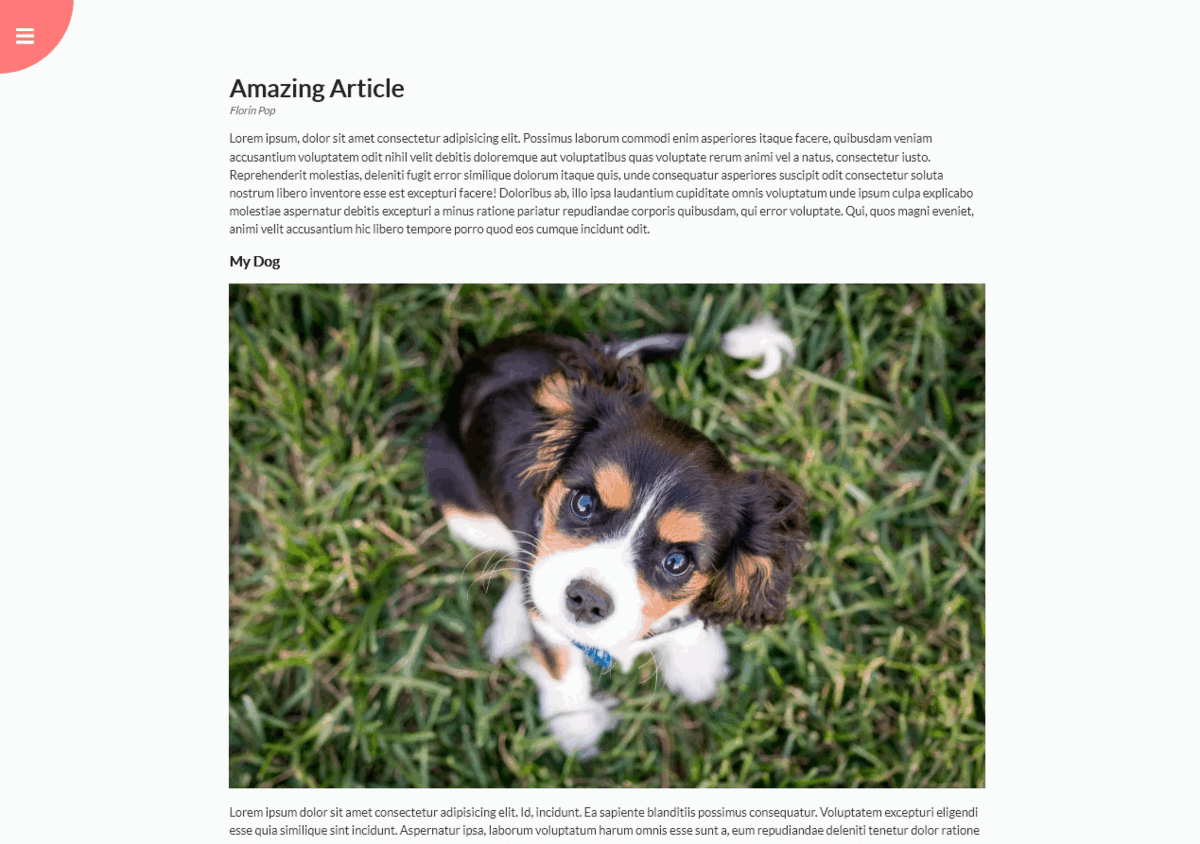 Amazing Article
Florin Pop
Lorem ipsum, dolor sit amet consectetur adipisicing elit. Possimus laborum commodi enim asperiores itaque facere, quibusdam veniam
accusantium voluptatem odit nihil velit debitis doloremque aut voluptatibus quas voluptate rerum animi vel a natus, consectetur iusto.
Reprehenderit molestias, deleniti fugit error similique dolorum itaque quis, unde consequatur asperiores suscipit odit consectetur soluta
nostrum libero inventore esse est excepturi facere! Doloribus ab, illo ipsa laudantium cupiditate omnis voluptatum unde ipsum culpa explicabo
molestiae aspernatur debitis excepturi a minus ratione pariatur repudiandae corporis quibusdam, qui error voluptate. Qui, quos magni eveniet,
animi velit accusantium hic libero tempore porro quod eos cumque incidunt odit.
My Dog
Lorem ipsum dolor sit amet consectetur adipisicing elit. Id, incidunt. Ea sapiente blanditiis possimus consequatur. Voluptatem excepturi eligendi
esse quia similique sint incidunt. Aspernatur ipsa, laborum voluptatum harum omnis esse sunt a, eum repudiandae deleniti tenetur dolor ratione